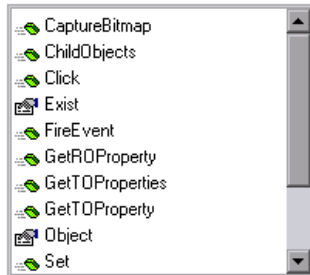 CaptureBitmap
ChildObjects
Click
Exist
FireEvent
GetROProperty
GetTOProperties
GetTOProperty
Object
Set